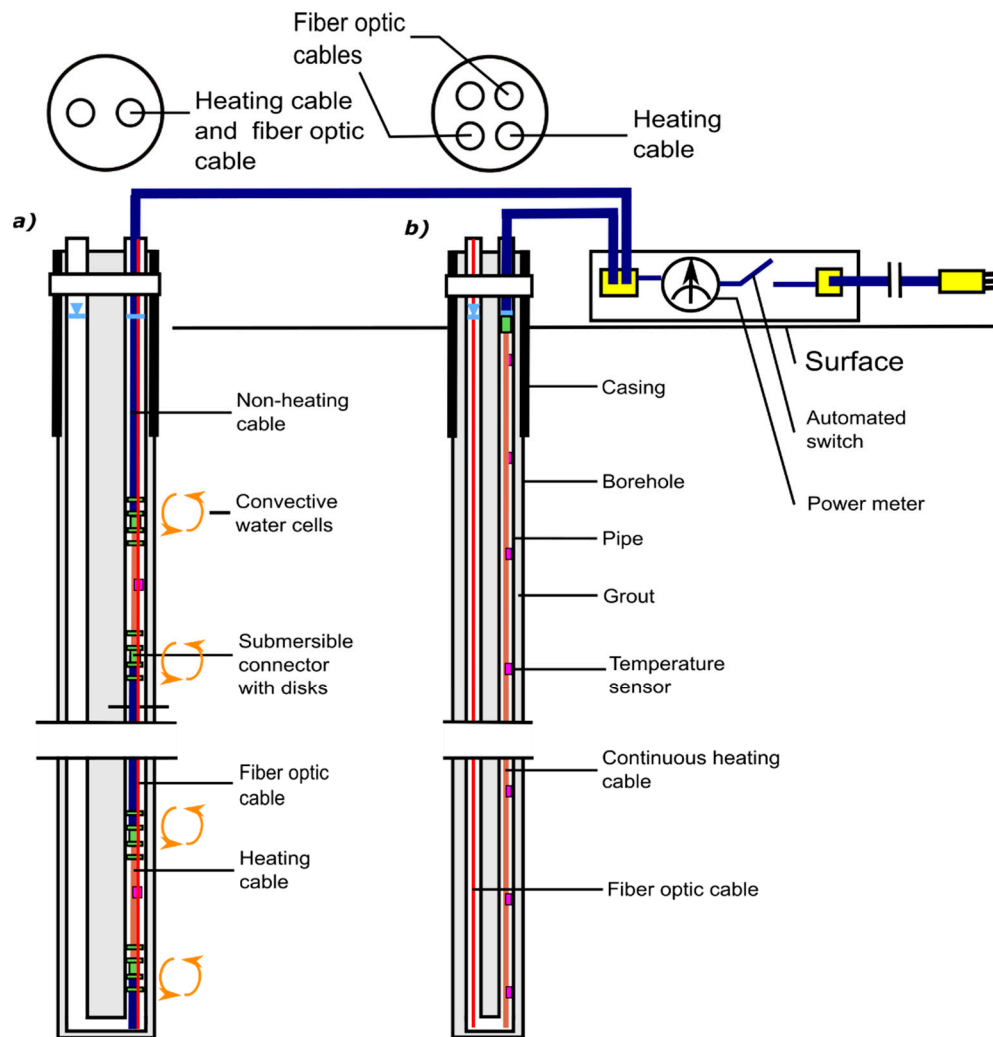 Fiber optic
cables
Heating cable
and fiber optic
cable
Heating
cable
a)
b)
Surface
Non-heating
cable
Casing
Automated
switch
Convective
water cells
Borehole
Power meter
Pipe
Grout
Submersible
connector
with disks
Temperature
sensor
Fiber optic
cable
Continuous heating
cable
Heating
cable
Fiber optic cable